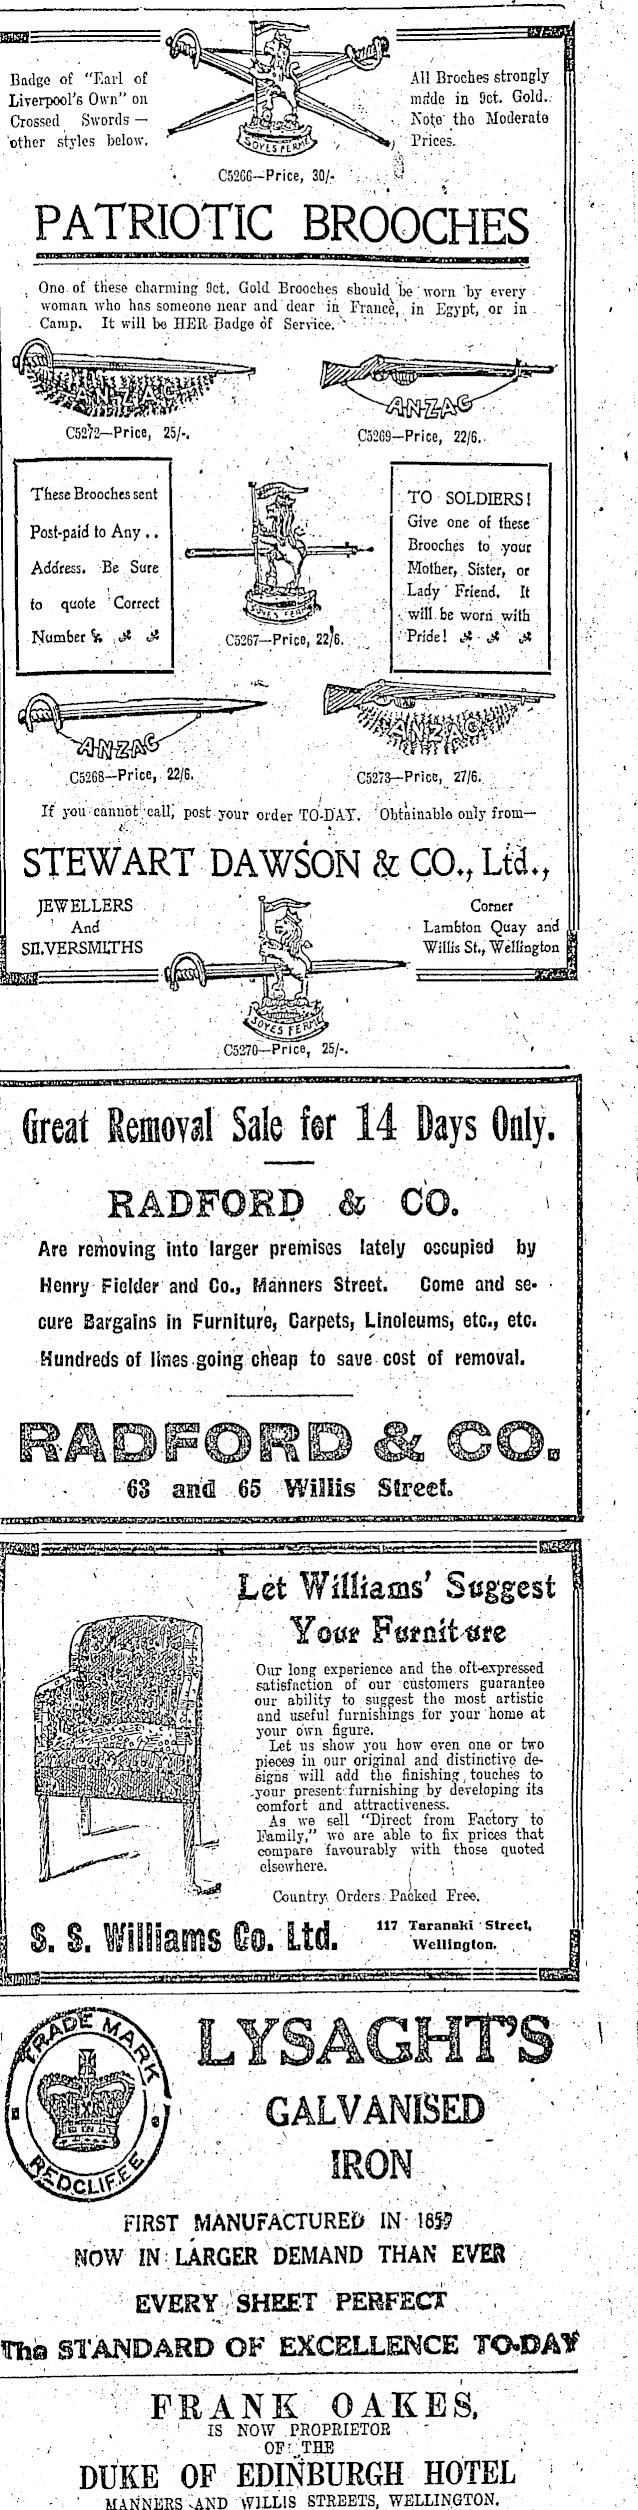 Badge of "Earl of
Liverpool's Own" on
Crossed Swords —
other styles below.
All Broches strongly
made in 9ct. Gold.
Note the Moderate
Prices.
SOYES FERME
C5266—Price, 30/-
PATRIOTIC BROOCHES
One of these charming 9ct. Gold Brooches should be worn by every
woman who has someone near and dear in France, in Egypt, or in
Camp. It will be HER Badge of Service.
ANZAC
C5272—Price, 25/-.
ANZAC
C5269—Price, 22/6.
These Brooches sent
Post-paid to Any . .
Address. Be Sure
to quote Correct
Number
SOYES FERME
C5267—Price, 22/6.
TO SOLDIERS!
Give one of these
Brooches to your
Mother, Sister, or
Lady Friend. It
will be worn with
Pride!
ANZAC
C5268—Price, 22/6.
ANZAC
C5273—Price, 27/6.
If you cannot call, post your order TO-DAY. Obtainable only from—
STEWART DAWSON & CO., Ltd.,
JEWELLERS
And
SILVERSMITHS
Corner
Lambton Quay and
Willis St., Wellington
SOYES FERME
C5270—Price, 25/-.
Great Removal Sale for 14 Days Only.
RADFORD & CO.
Are removing into larger premises lately occupied by
Henry Fielder and Co., Manners Street. Come and se-
cure Bargains in Furniture, Carpets, Linoleums, etc., etc.
Hundreds of lines going cheap to save cost of removal.
RADFORD & CO.
63 and 65 Willis Street.
Let Williams' Suggest
Your Furniture
Our long experience and the oft-expressed
satisfaction of our customers guarantee
our ability to suggest the most artistic
and useful furnishings for your home at
your own figure.
Let us show you how even one or two
pieces in our original and distinctive de-
signs will add the finishing touches to
your present furnishing by developing its
comfort and attractiveness.
As we sell "Direct from Factory to
Family," we are able to fix prices that
compare favourably with those quoted
elsewhere.
Country Orders Packed Free.
S. S. Williams Co. Ltd.
117 Taranaki Street,
Wellington.
TRADE MARK
REDCLIFFE
LYSAGHT'S
GALVANISED
IRON
FIRST MANUFACTURED IN 1857
NOW IN LARGER DEMAND THAN EVER
EVERY SHEET PERFECT
The STANDARD OF EXCELLENCE TO-DAY
FRANK OAKES,
IS NOW PROPRIETOR
OF THE
DUKE OF EDINBURGH HOTEL
MANNERS AND WILLIS STREETS, WELLINGTON.